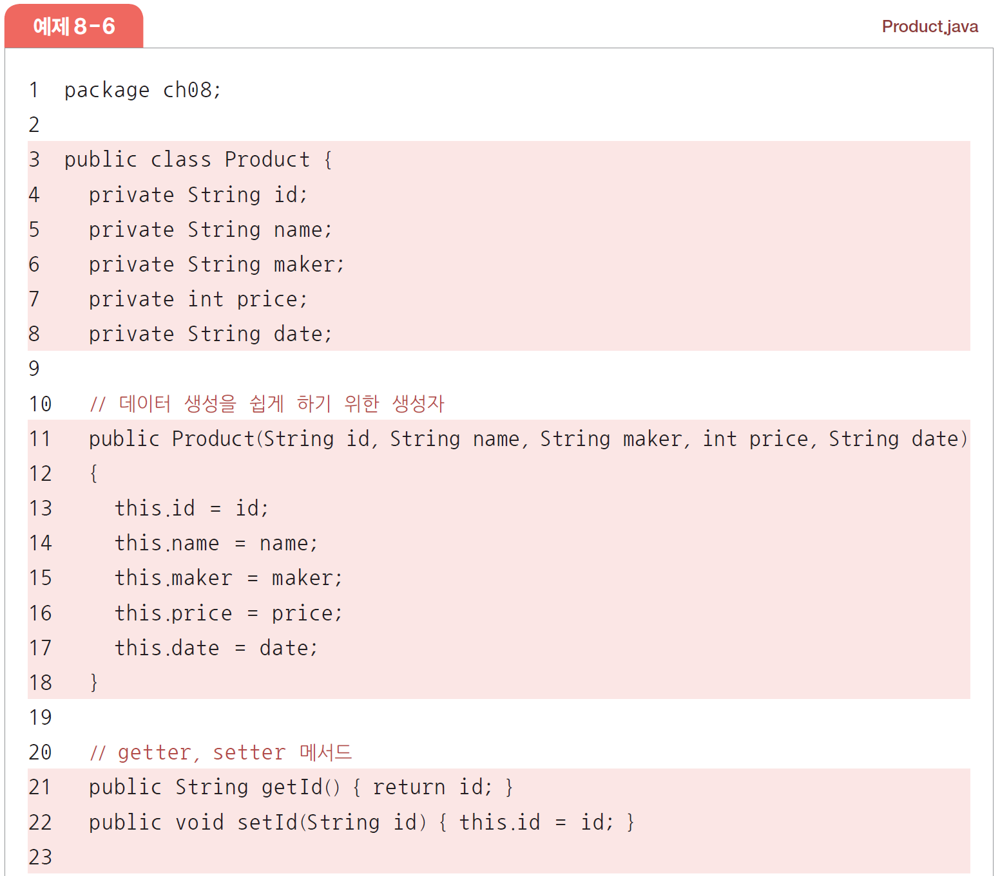 예제 8-6
Product.java
1 package ch08;
2
3 public class Product {
4   private String id;
5   private String name;
6   private String maker;
7   private int price;
8   private String date;
9
10   // 데이터 생성을 쉽게 하기 위한 생성자
11   public Product(String id, String name, String maker, int price, String date)
12   {
13     this.id = id;
14     this.name = name;
15     this.maker = maker;
16     this.price = price;
17     this.date = date;
18   }
19
20   // getter, setter 메서드
21   public String getId() { return id; }
22   public void setId(String id) { this.id = id; }
23